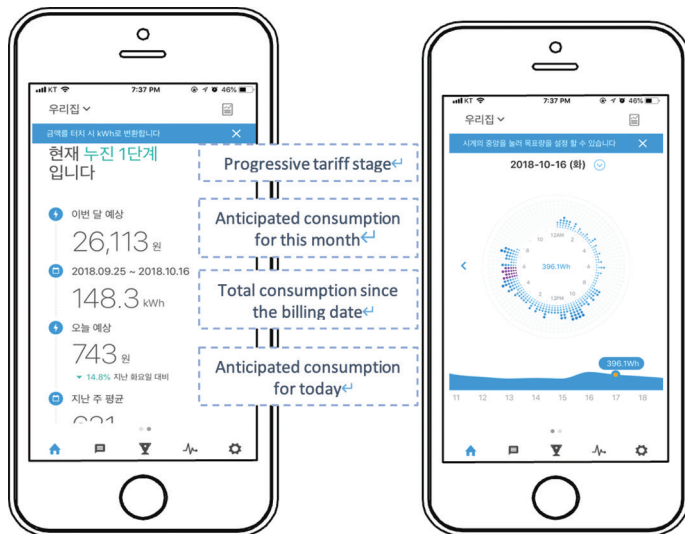 KT 7:37 PM 46%
우리집
금액를 터치 시 kWh로 변환합니다
현재 누진 1단계
입니다
Progressive tariff stage↵
이번 달 예상
26,113 원
Anticipated consumption
for this month↵
2018.09.25 ~ 2018.10.16
148.3 kWh
Total consumption since
the billing date↵
오늘 예상
743 원
14.8% 지난 화요일 대비
Anticipated consumption
for today↵
지난 주 평균
KT 7:37 PM 46%
우리집
시계의 중앙을 눌러 목표량을 설정 할 수 있습니다
2018-10-16 (화)
12AM
10 2
8 4
6 396.1Wh 6
4 8
2 10
12PM
396.1Wh
11 12 13 14 15 16 17 18